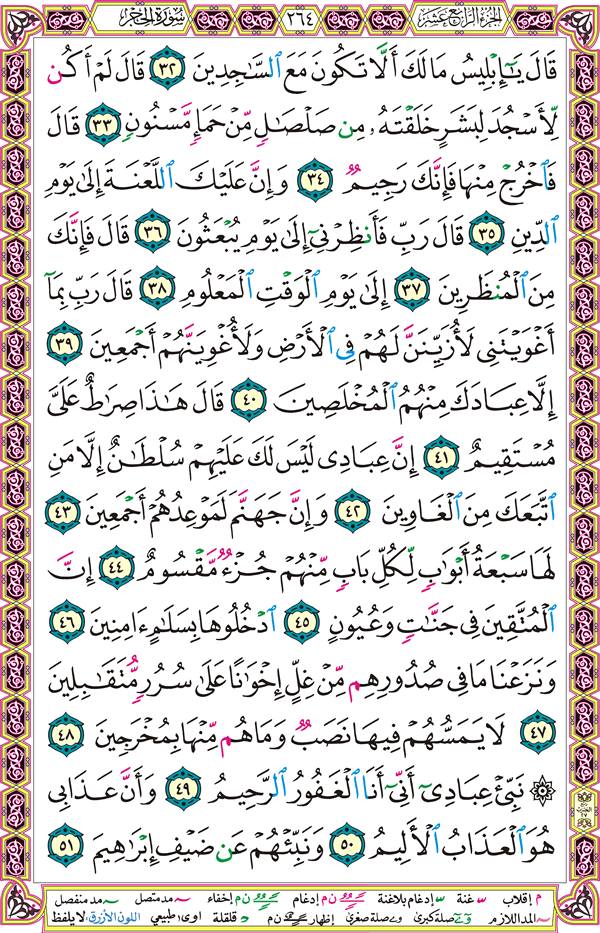 الجزء الرابع عشر ٢٦٤ سورة الحجر
قَالَ يَـٰٓإِبْلِيسُ مَا لَكَ أَلَّا تَكُونَ مَعَ ٱلسَّـٰجِدِينَ ٣٢ قَالَ لَمْ أَكُن
لِّأَسْجُدَ لِبَشَرٍ خَلَقْتَهُۥ مِن صَلْصَـٰلٍ مِّنْ حَمَإٍ مَّسْنُونٍ ٣٣ قَالَ
فَٱخْرُجْ مِنْهَا فَإِنَّكَ رَجِيمٌ ٣٤ وَإِنَّ عَلَيْكَ ٱللَّعْنَةَ إِلَىٰ يَوْمِ
ٱلدِّينِ ٣٥ قَالَ رَبِّ فَأَنظِرْنِىٓ إِلَىٰ يَوْمِ يُبْعَثُونَ ٣٦ قَالَ فَإِنَّكَ
مِنَ ٱلْمُنظَرِينَ ٣٧ إِلَىٰ يَوْمِ ٱلْوَقْتِ ٱلْمَعْلُومِ ٣٨ قَالَ رَبِّ بِمَآ
أَغْوَيْتَنِى لَأُزَيِّنَنَّ لَهُمْ فِى ٱلْأَرْضِ وَلَأُغْوِيَنَّهُمْ أَجْمَعِينَ ٣٩
إِلَّا عِبَادَكَ مِنْهُمُ ٱلْمُخْلَصِينَ ٤٠ قَالَ هَـٰذَا صِرَٰطٌ عَلَىَّ
مُسْتَقِيمٌ ٤١ إِنَّ عِبَادِى لَيْسَ لَكَ عَلَيْهِمْ سُلْطَـٰنٌ إِلَّا مَنِ
ٱتَّبَعَكَ مِنَ ٱلْغَاوِينَ ٤٢ وَإِنَّ جَهَنَّمَ لَمَوْعِدُهُمْ أَجْمَعِينَ ٤٣
لَهَا سَبْعَةُ أَبْوَٰبٍ لِّكُلِّ بَابٍ مِّنْهُمْ جُزْءٌ مَّقْسُومٌ ٤٤ إِنَّ
ٱلْمُتَّقِينَ فِى جَنَّـٰتٍ وَعُيُونٍ ٤٥ ٱدْخُلُوهَا بِسَلَـٰمٍ ءَامِنِينَ ٤٦
وَنَزَعْنَا مَا فِى صُدُورِهِم مِّنْ غِلٍّ إِخْوَٰنًا عَلَىٰ سُرُرٍ مُّتَقَـٰبِلِينَ
٤٧ لَا يَمَسُّهُمْ فِيهَا نَصَبٌ وَمَا هُم مِّنْهَا بِمُخْرَجِينَ ٤٨
۞ نَبِّئْ عِبَادِىٓ أَنِّىٓ أَنَا ٱلْغَفُورُ ٱلرَّحِيمُ ٤٩ وَأَنَّ عَذَابِى
هُوَ ٱلْعَذَابُ ٱلْأَلِيمُ ٥٠ وَنَبِّئْهُمْ عَن ضَيْفِ إِبْرَٰهِيمَ ٥١
م إقلاب غنة إدغام بلاغنة ن م إدغام ن م إخفاء مد متصل مد منفصل
المد اللازم صلة كبرى صلة صغرى إظهار ن م قلقلة اوى طبيعي اللون الأزرق: لا يلفظ